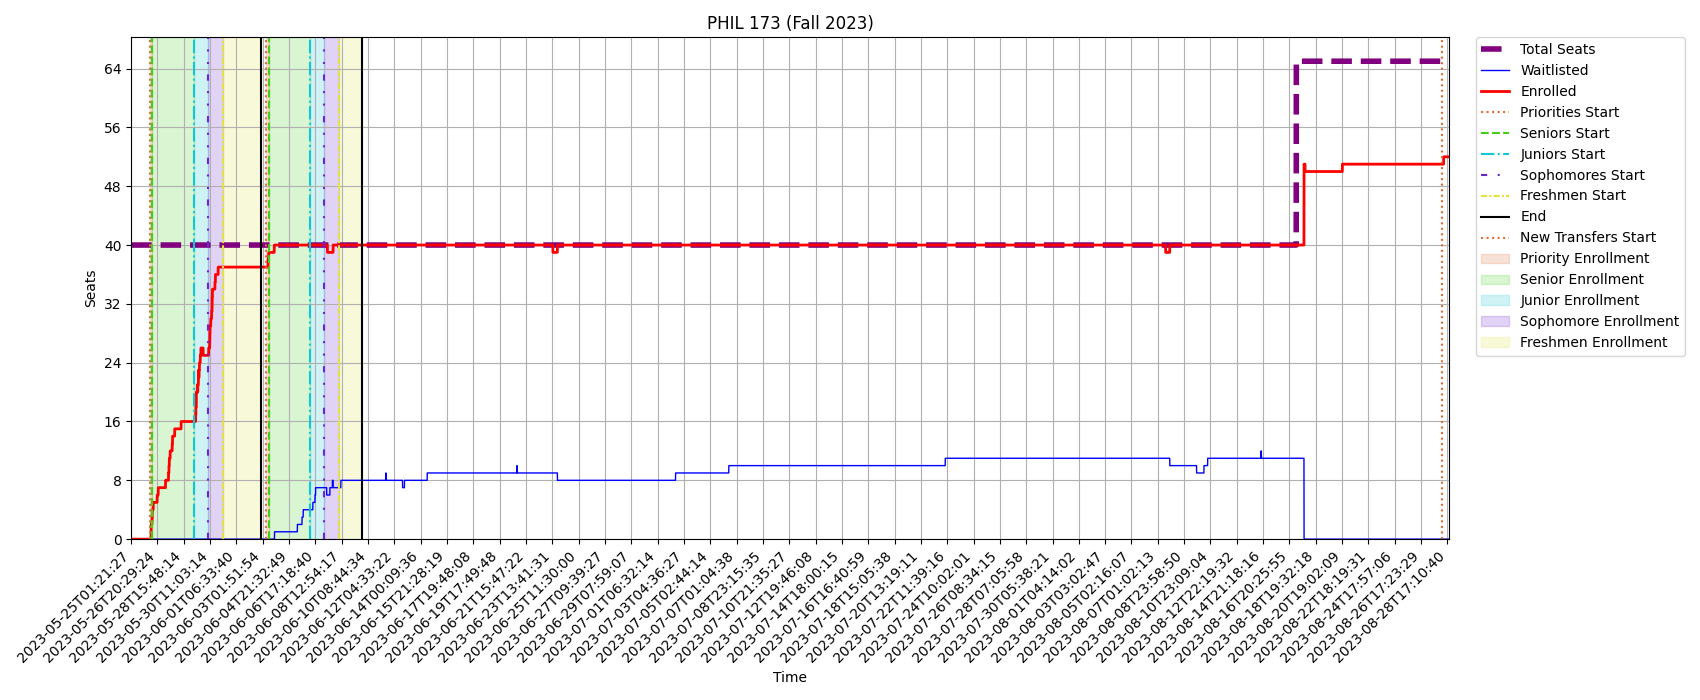 PHIL 173 (Fall 2023)
Total Seats
Waitlisted
Enrolled
Priorities Start
Seniors Start
Juniors Start
Sophomores Start
Freshmen Start
End
New Transfers Start
Priority Enrollment
Senior Enrollment
Junior Enrollment
Sophomore Enrollment
Freshmen Enrollment
Seats
64
56
48
40
32
24
16
8
0
2023-05-25T01:21:27
2023-05-26T20:29:24
2023-05-28T15:48:14
2023-05-30T11:03:14
2023-06-01T06:33:40
2023-06-03T01:51:54
2023-06-04T21:32:49
2023-06-06T17:18:40
2023-06-08T12:54:17
2023-06-10T08:44:34
2023-06-12T04:33:22
2023-06-14T00:09:36
2023-06-15T21:28:19
2023-06-17T19:48:08
2023-06-19T17:49:48
2023-06-21T15:47:22
2023-06-23T13:41:31
2023-06-25T11:30:00
2023-06-27T09:39:27
2023-06-29T07:59:07
2023-07-01T06:32:14
2023-07-03T04:36:27
2023-07-05T02:44:14
2023-07-07T01:04:38
2023-07-08T23:15:35
2023-07-10T21:35:27
2023-07-12T19:46:08
2023-07-14T18:00:15
2023-07-16T16:40:59
2023-07-18T15:05:38
2023-07-20T13:19:11
2023-07-22T11:39:16
2023-07-24T10:02:01
2023-07-26T08:34:15
2023-07-28T07:05:58
2023-07-30T05:38:21
2023-08-01T04:14:02
2023-08-03T03:02:47
2023-08-05T02:16:07
2023-08-07T01:02:13
2023-08-08T23:58:50
2023-08-10T23:09:04
2023-08-12T22:19:32
2023-08-14T21:18:16
2023-08-16T20:25:55
2023-08-18T19:32:18
2023-08-20T19:02:09
2023-08-22T18:19:31
2023-08-24T17:57:06
2023-08-26T17:23:29
2023-08-28T17:10:40
Time